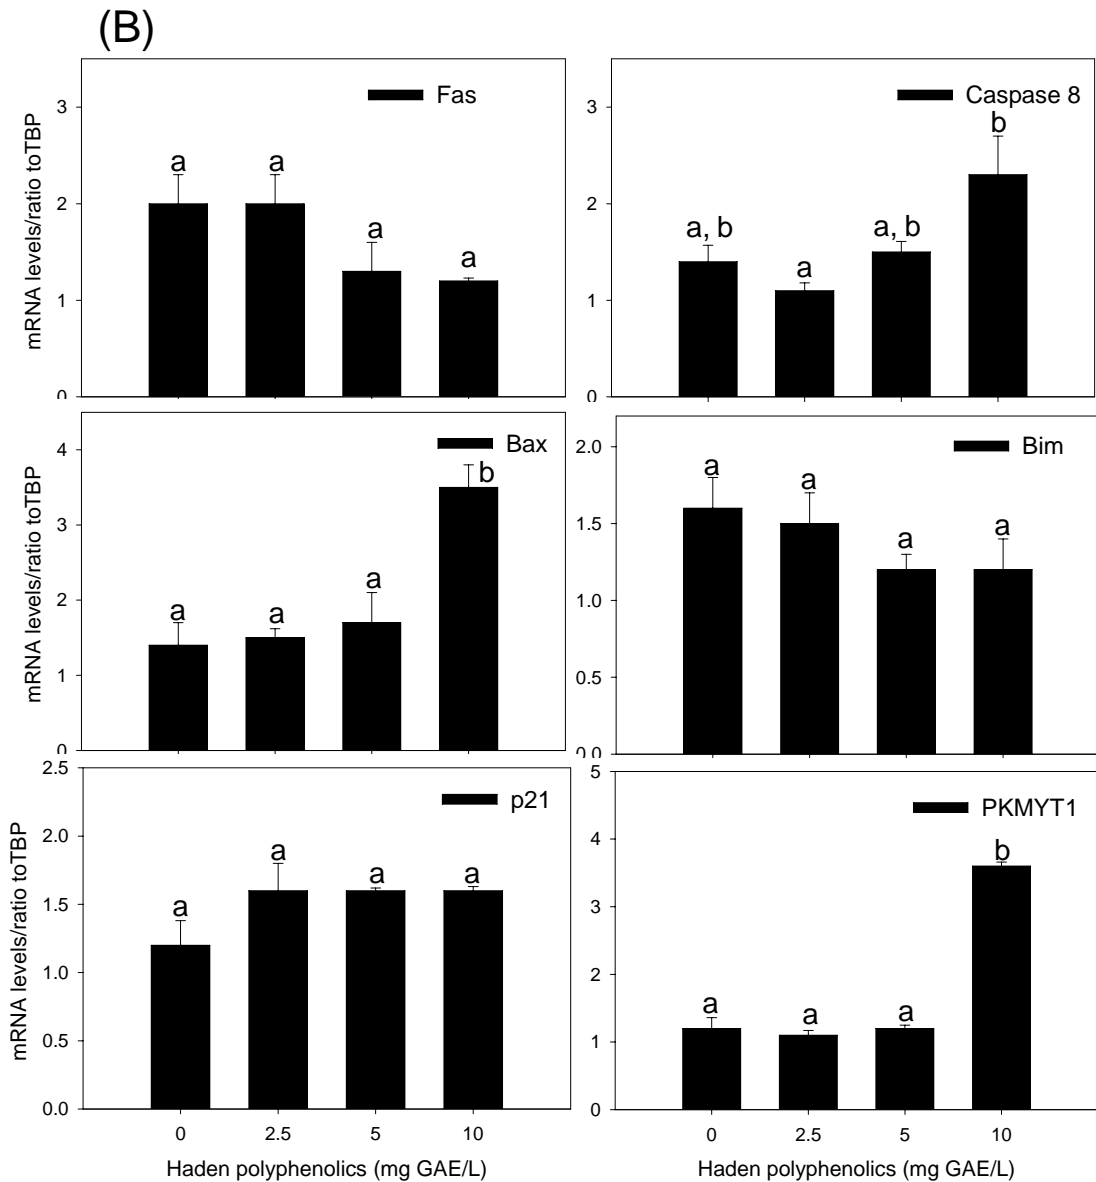 (B)
Fas
mRNA levels/ratio toTBP
3
2
1
0
a
a
a
a
Caspase 8
3
2
1
0
a, b
a
a, b
b
Bax
mRNA levels/ratio toTBP
4
3
2
1
0
a
a
a
b
Bim
2.0
1.5
1.0
0.5
0.0
a
a
a
a
p21
mRNA levels/ratio toTBP
2.5
2.0
1.5
1.0
0.5
0.0
a
a
a
a
0 2.5 5 10
Haden polyphenolics (mg GAE/L)
PKMYT1
5
4
3
2
1
0
a
a
a
b
0 2.5 5 10
Haden polyphenolics (mg GAE/L)